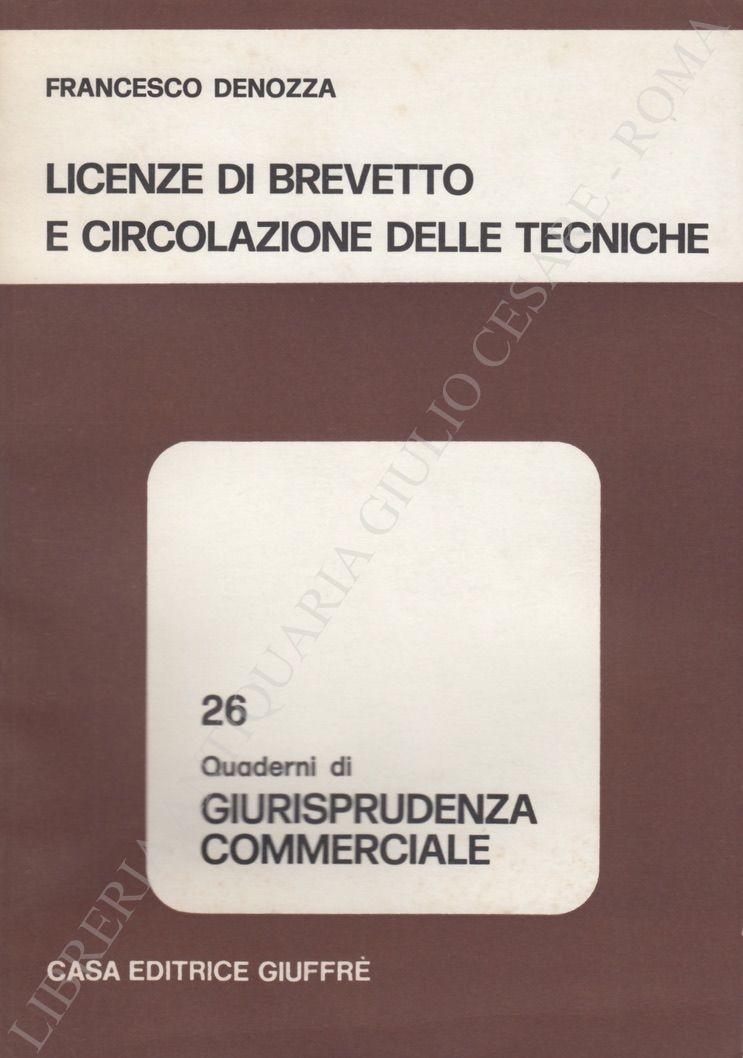 FRANCESCO DENOZZA
LICENZE DI BREVETTO
E CIRCOLAZIONE DELLE TECNICHE
26
Quaderni di
GIURISPRUDENZA
COMMERCIALE
CASA EDITRICE GIUFFRÈ
LIBRERIA ANTIQUARIA GIULIO CESARE - ROMA